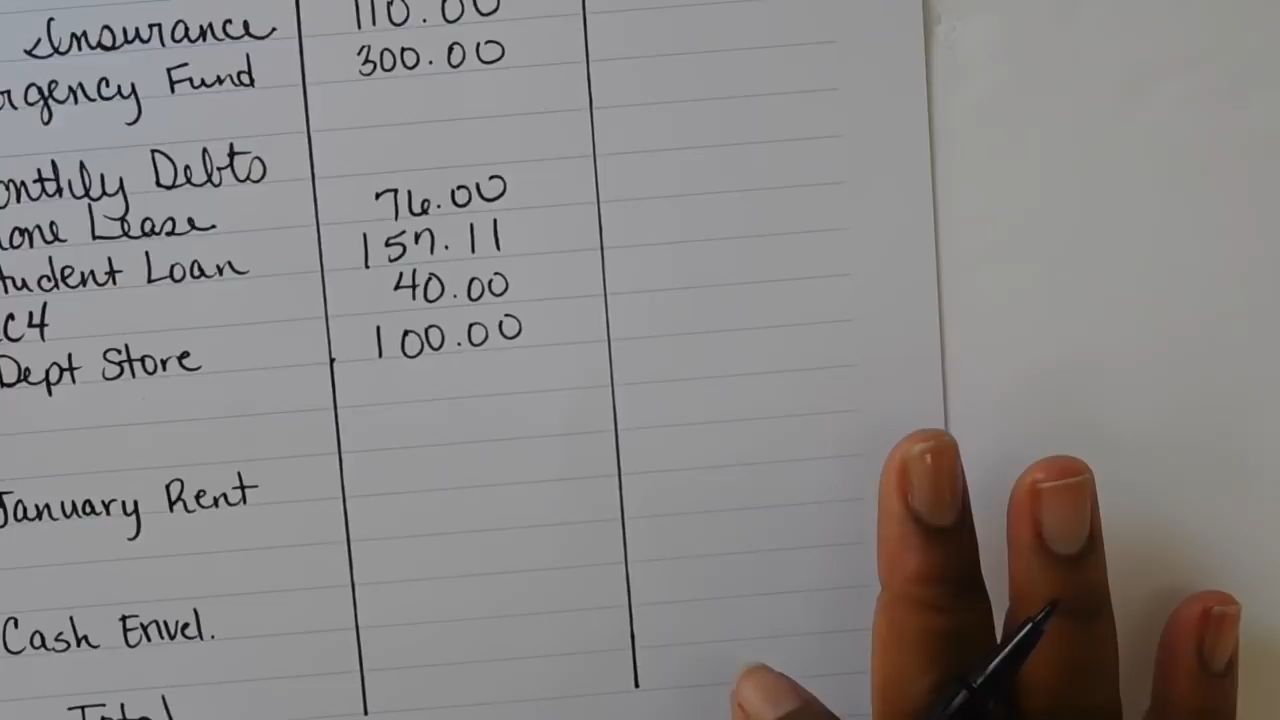 Insurance 110.00
rgency Fund 300.00
onthly Debts
one Lease 76.00
tudent Loan 157.11
C4 40.00
Dept Store 100.00
January Rent
Cash Envel.
Total